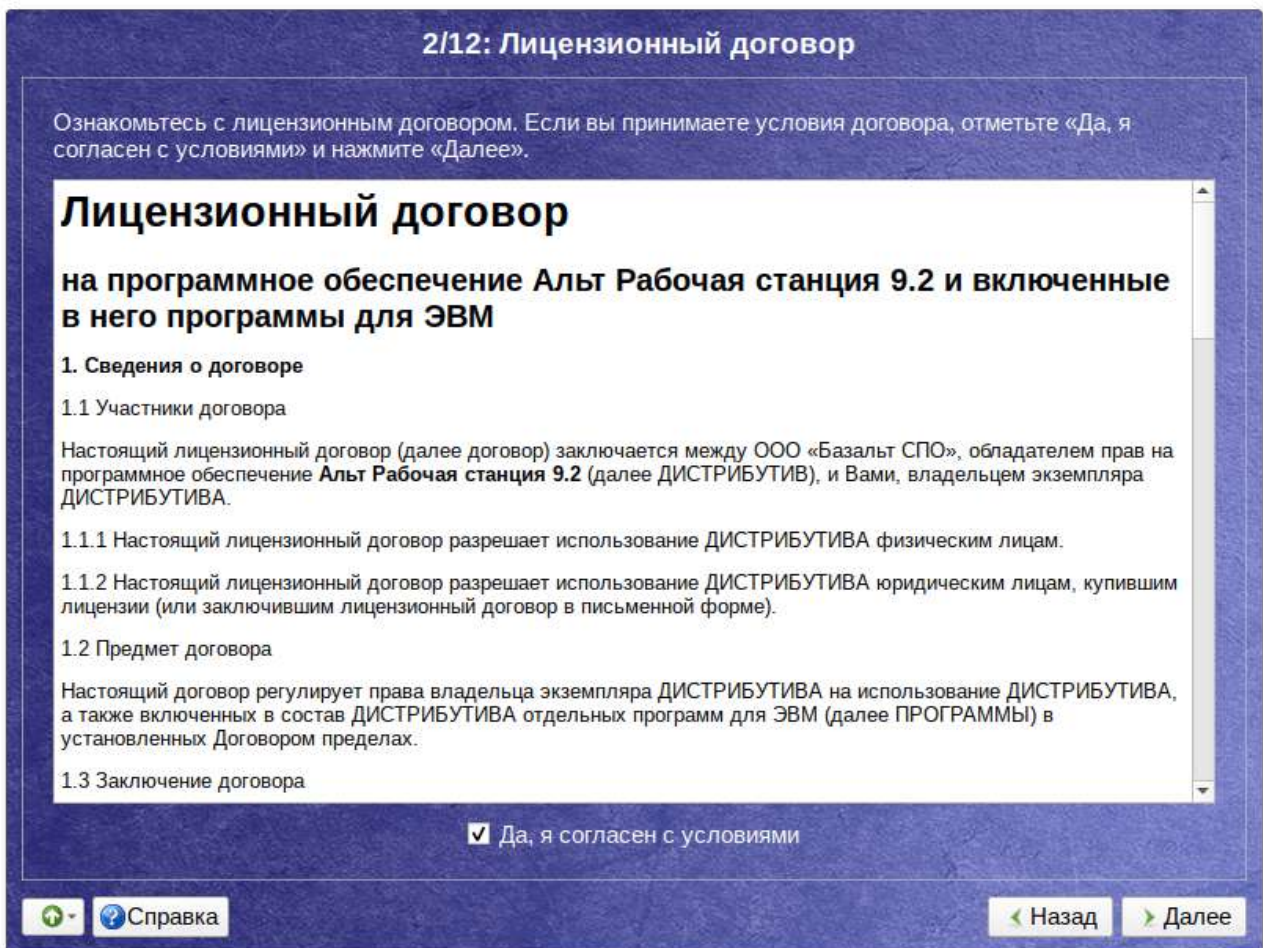 2/12: Лицензионный договор
Ознакомьтесь с лицензионным договором. Если вы принимаете условия договора, отметьте «Да, я
согласен с условиями» и нажмите «Далее».
Лицензионный договор
на программное обеспечение Альт Рабочая станция 9.2 и включенные
в него программы для ЭВМ
1. Сведения о договоре
1.1 Участники договора
Настоящий лицензионный договор (далее договор) заключается между ООО «Базальт СПО», обладателем прав на
программное обеспечение Альт Рабочая станция 9.2 (далее ДИСТРИБУТИВ), и Вами, владельцем экземпляра
ДИСТРИБУТИВА.
1.1.1 Настоящий лицензионный договор разрешает использование ДИСТРИБУТИВА физическим лицам.
1.1.2 Настоящий лицензионный договор разрешает использование ДИСТРИБУТИВА юридическим лицам, купившим
лицензии (или заключившим лицензионный договор в письменной форме).
1.2 Предмет договора
Настоящий договор регулирует права владельца экземпляра ДИСТРИБУТИВА на использование ДИСТРИБУТИВА,
а также включенных в состав ДИСТРИБУТИВА отдельных программ для ЭВМ (далее ПРОГРАММЫ) в
установленных Договором пределах.
1.3 Заключение договора
Да, я согласен с условиями
Справка
Назад
Далее